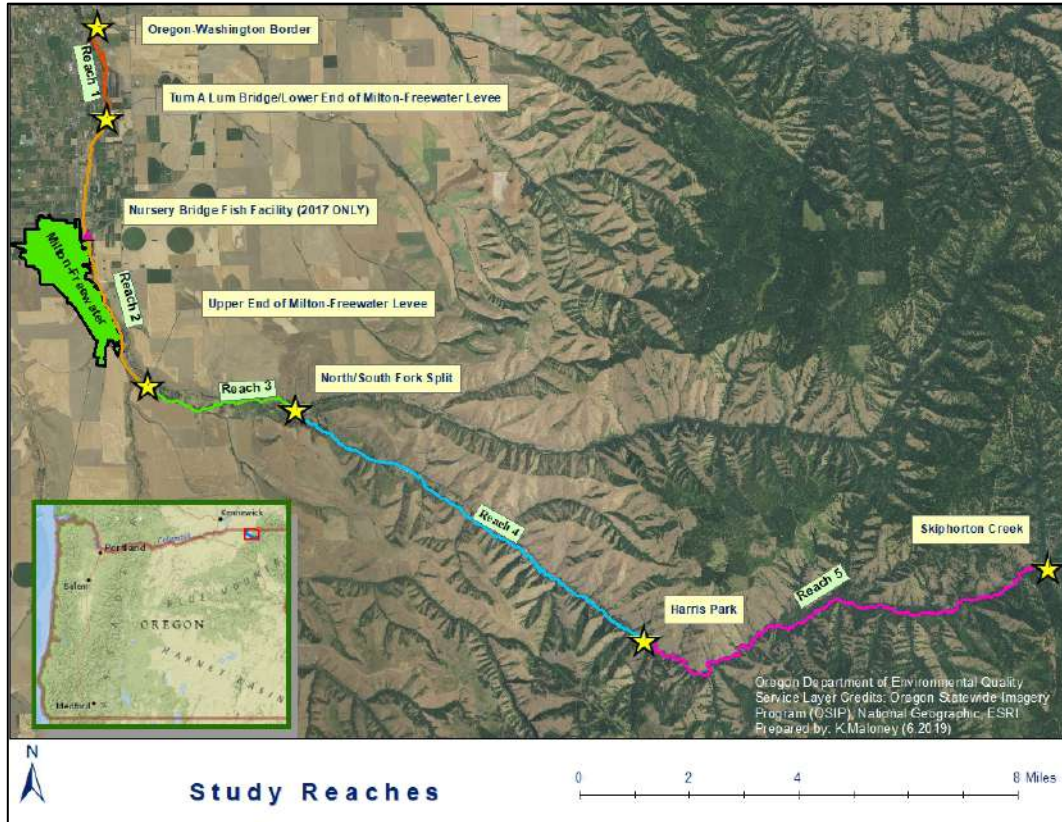 Oregon-Washington Border
Reach 1
Tum A Lum Bridge/Lower End of Milton-Freewater Levee
Nursery Bridge Fish Facility (2017 ONLY)
Milton-Freewater
Reach 2
Upper End of Milton-Freewater Levee
Reach 3
North/South Fork Split
Reach 4
Skiphorton Creek
Reach 5
Harris Park
Kennewick
Portland
Columbia
Salem
BLUE MOUNTAINS
OREGON
HARNEY BASIN
Medford
Oregon Department of Environmental Quality
Service Layer Credits: Oregon Statewide Imagery
Program (OSIP), National Geographic, ESRI
Prepared by: K.Maloney (6.2019)
N
Study Reaches
0 2 4 8 Miles